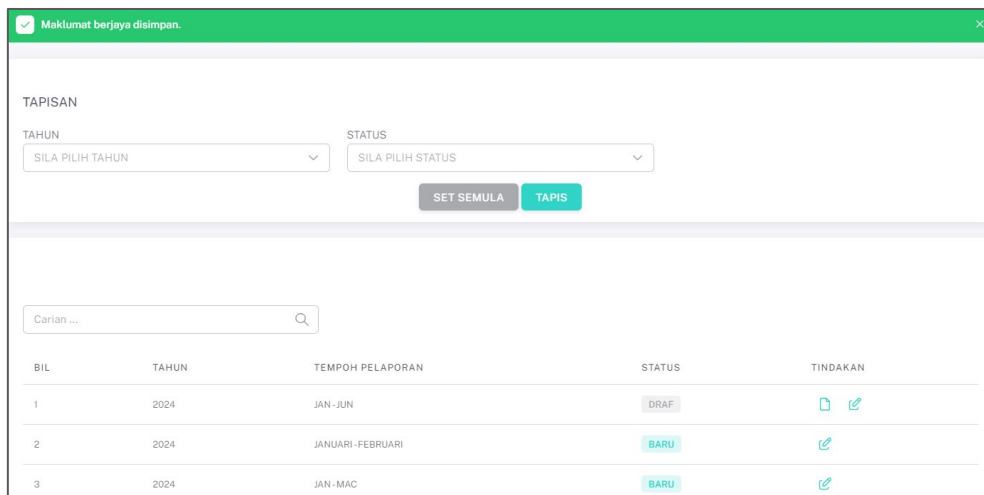 Maklumat berjaya disimpan.
TAPISAN
TAHUN STATUS
SILA PILIH TAHUN SILA PILIH STATUS
SET SEMULA TAPIS
Carian ...
BIL TAHUN TEMPOH PELAPORAN STATUS TINDAKAN
1 2024 JAN-JUN DRAF
2 2024 JANUARI-FEBRUARI BARU
3 2024 JAN-MAC BARU